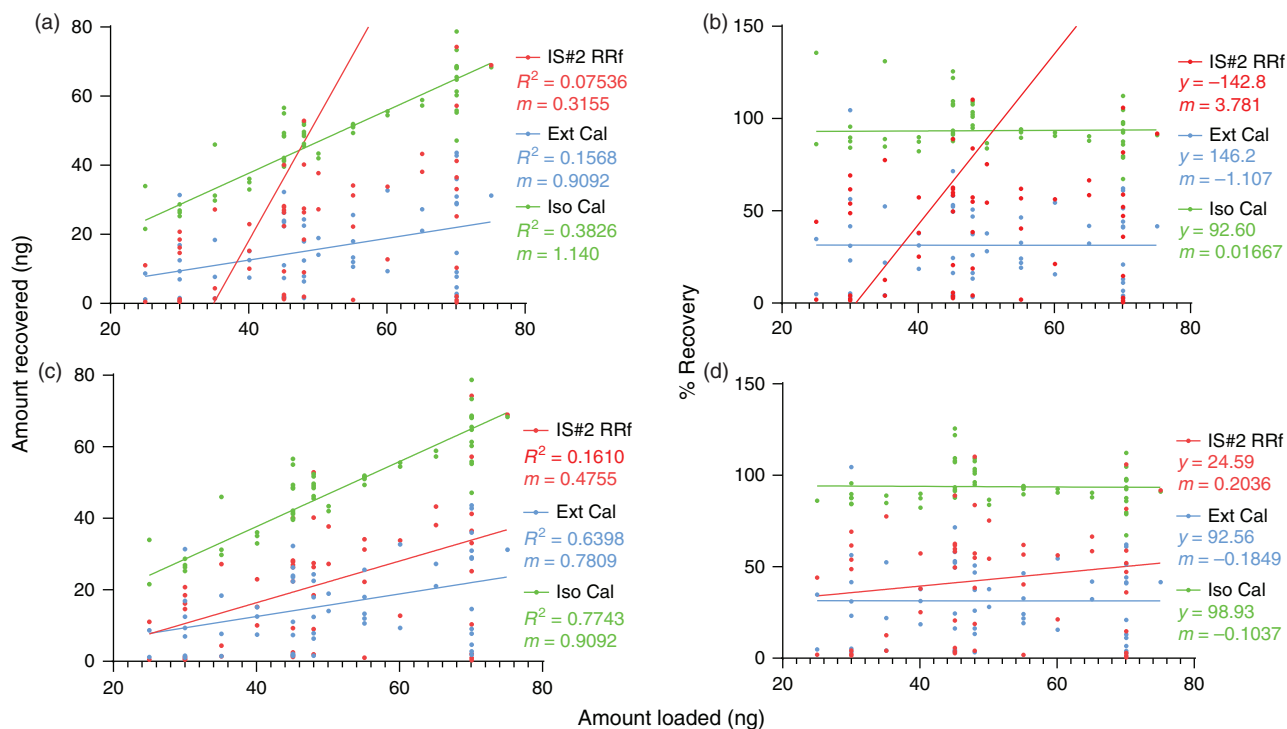 (a)
80
60
40
20
0
20
40
60
80
Amount recovered (ng)
IS#2 RRf
R² = 0.07536
m = 0.3155
Ext Cal
R² = 0.1568
m = 0.9092
Iso Cal
R² = 0.3826
m = 1.140
(b)
150
100
50
0
20
40
60
80
% Recovery
IS#2 RRf
y = –142.8
m = 3.781
Ext Cal
y = 146.2
m = –1.107
Iso Cal
y = 92.60
m = 0.01667
(c)
80
60
40
20
0
20
40
60
80
IS#2 RRf
R² = 0.1610
m = 0.4755
Ext Cal
R² = 0.6398
m = 0.7809
Iso Cal
R² = 0.7743
m = 0.9092
(d)
150
100
50
0
20
40
60
80
IS#2 RRf
y = 24.59
m = 0.2036
Ext Cal
y = 92.56
m = –0.1849
Iso Cal
y = 98.93
m = –0.1037
Amount loaded (ng)